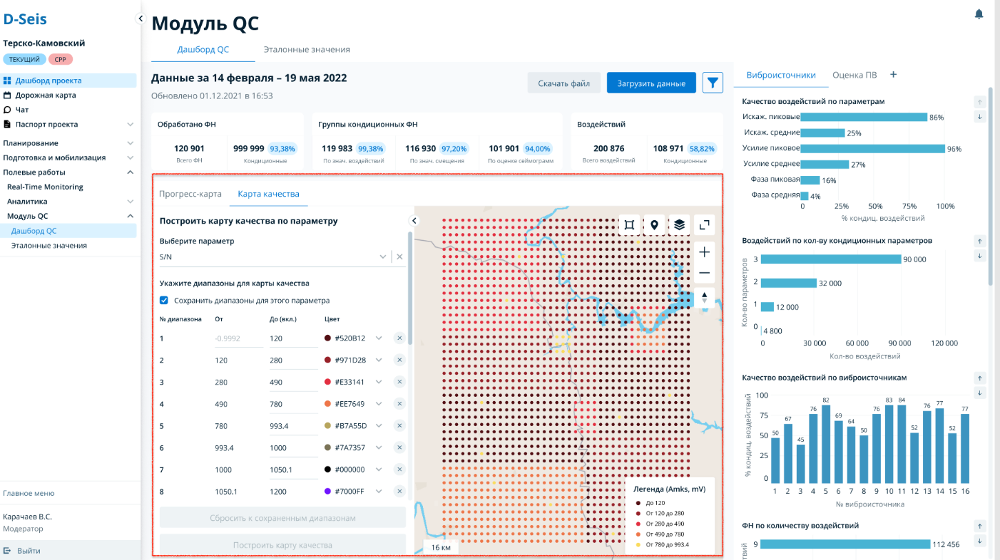 D-Seis
Терско-Камовский
ТЕКУЩИЙ СРР
Дашборд проекта
Дорожная карта
Чат
Паспорт проекта
Планирование
Подготовка и мобилизация
Полевые работы
Real-Time Monitoring
Аналитика
Модуль QC
Дашборд QC
Эталонные значения
Главное меню
Карачаев В.С.
Модератор
Выйти
Модуль QC
Дашборд QC Эталонные значения
Данные за 14 февраля – 19 мая 2022
Обновлено 01.12.2021 в 16:53
Скачать файл Загрузить данные
Обработано ФН
120 901 999 999 93,38%
Всего ФН Кондиционные
Группы кондиционных ФН
119 983 99,38% 116 930 97,20% 101 901 94,00%
По знач. воздействий По знач. смещения По оценке сейсмограмм
Воздействий
200 876 108 971 58,82%
Всего воздействий Кондиционные
Прогресс-карта Карта качества
Построить карту качества по параметру
Выберите параметр
S/N
Укажите диапазоны для карты качества
Сохранить диапазоны для этого параметра
№ диапазона От До (вкл.) Цвет
1 -0.9992 120 #520B12
2 120 280 #971D28
3 280 490 #E33141
4 490 780 #EE7649
5 780 993.4 #B7A55D
6 993.4 1000 #7A7357
7 1000 1050.1 #000000
8 1050.1 1200 #7000FF
Сбросить к сохраненным диапазонам
Построить карту качества
16 км
Легенда (Amks, mV)
До 120
От 120 до 280
От 280 до 490
От 490 до 780
От 780 до 993.4
Виброисточники Оценка ПВ +
Качество воздействий по параметрам
Искаж. пиковые 86%
Искаж. средние 25%
Усилие пиковое 96%
Усилие среднее 27%
Фаза пиковая 16%
Фаза средняя 4%
0 25% 50% 75% 100%
% кондиц. воздействий
Воздействий по кол-ву кондиционных параметров
Кол-во параметров
3 90 000
2 32 000
1 12 000
0 4 800
0 30 000 60 000 90 000 120 000
Кол-во воздействий
Качество воздействий по виброисточникам
% кондиц. воздействий
100
75
50
25
0
50 67 45 76 82 69 64 50 76 83 84 52 76 77 52 77
1 2 3 4 5 6 7 8 9 10 11 12 13 14 15 16
№ виброисточника
ФН по количеству воздействий
9 112 456